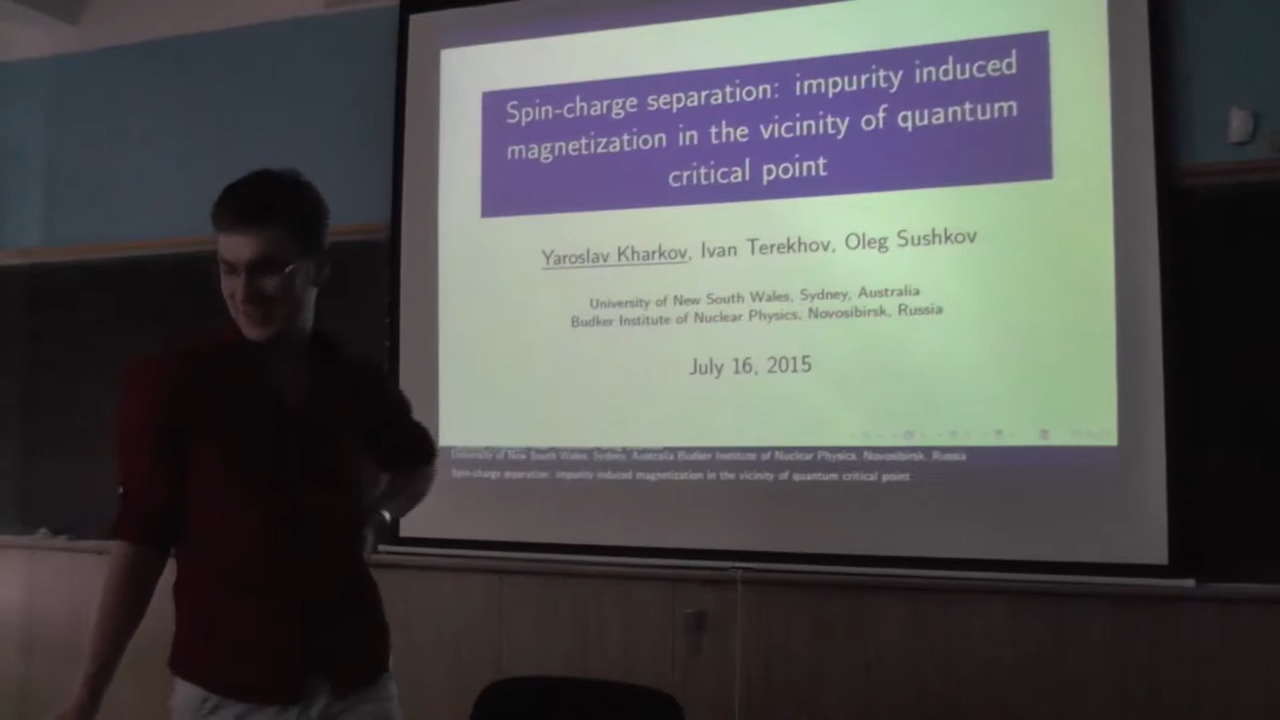 Spin-charge separation: impurity induced
magnetization in the vicinity of quantum
critical point
Yaroslav Kharkov, Ivan Terekhov, Oleg Sushkov
University of New South Wales, Sydney, Australia
Budker Institute of Nuclear Physics, Novosibirsk, Russia
July 16, 2015
University of New South Wales, Sydney, Australia Budker Institute of Nuclear Physics, Novosibirsk, Russia
Spin-charge separation: impurity induced magnetization in the vicinity of quantum critical point